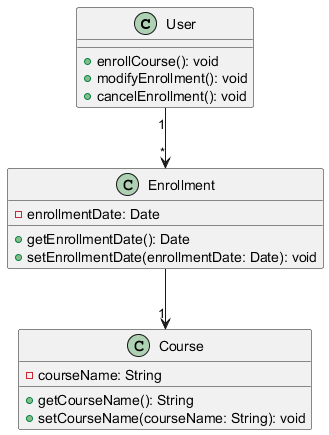 C User
enrollCourse(): void
modifyEnrollment(): void
cancelEnrollment(): void
1
*
C Enrollment
enrollmentDate: Date
getEnrollmentDate(): Date
setEnrollmentDate(enrollmentDate: Date): void
1
C Course
courseName: String
getCourseName(): String
setCourseName(courseName: String): void